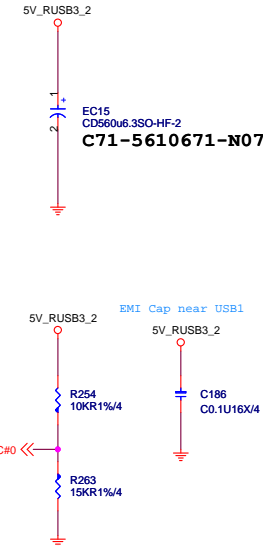 5V_RUSB3_2
1
+
2
EC15
CD560u6.3SO-HF-2
C71-5610671-N07
EMI Cap near USB1
5V_RUSB3_2
5V_RUSB3_2
R254
10KR1%/4
C186
C0.1U16X/4
C#0
R263
15KR1%/4